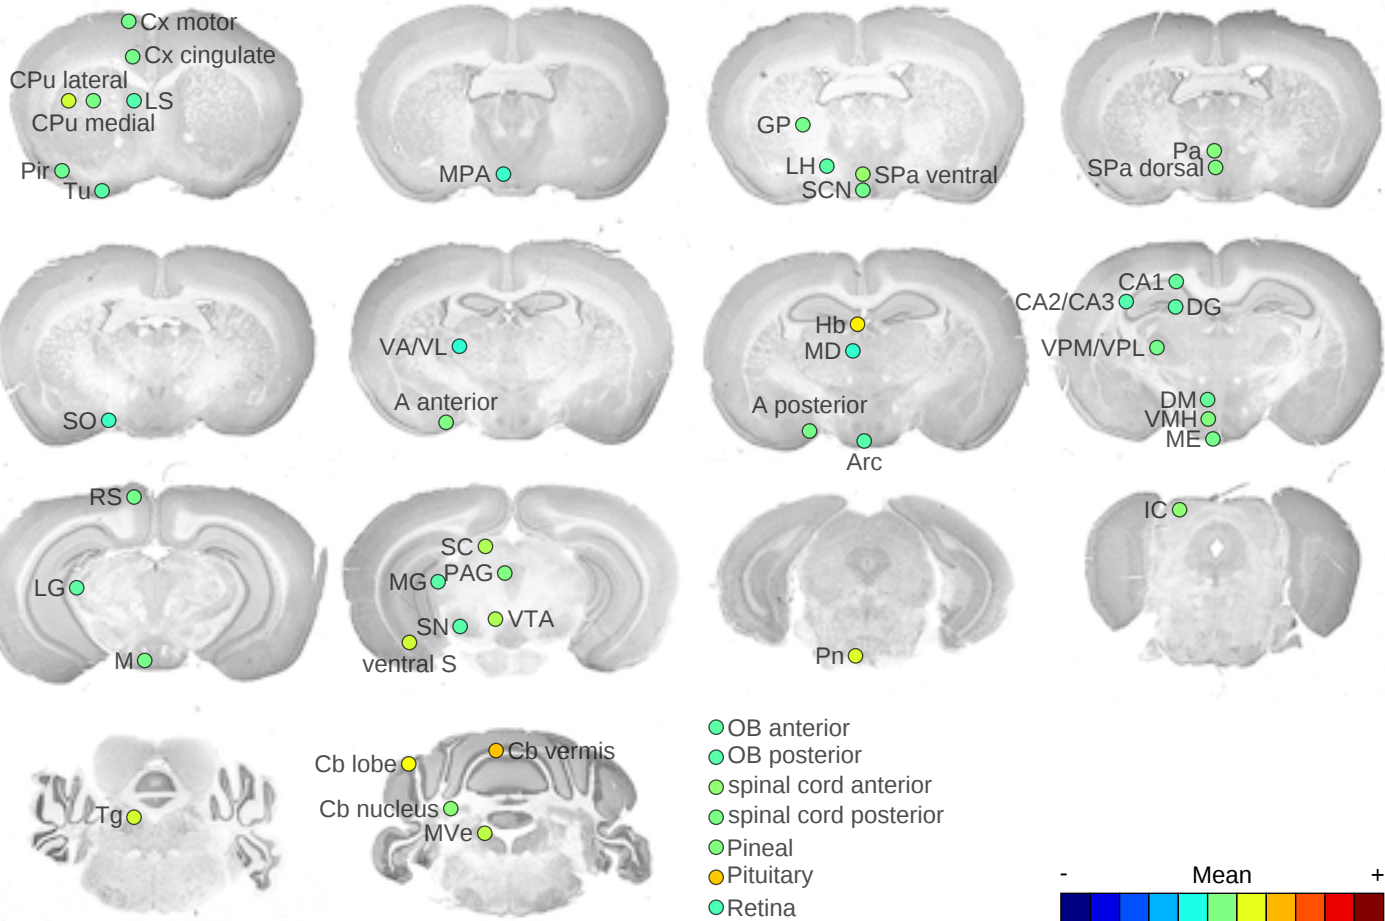 Cx motor
Cx cingulate
CPu lateral
LS
CPu medial
Pir
Tu
MPA
GP
LH
SPa ventral
SCN
Pa
SPa dorsal
SO
VA/VL
A anterior
Hb
MD
A posterior
Arc
CA1
CA2/CA3
DG
VPM/VPL
DM
VMH
ME
RS
LG
M
SC
MG
PAG
SN
VTA
ventral S
Pn
IC
Tg
Cb lobe
Cb vermis
Cb nucleus
MVe
OB anterior
OB posterior
spinal cord anterior
spinal cord posterior
Pineal
Pituitary
Retina
- Mean +